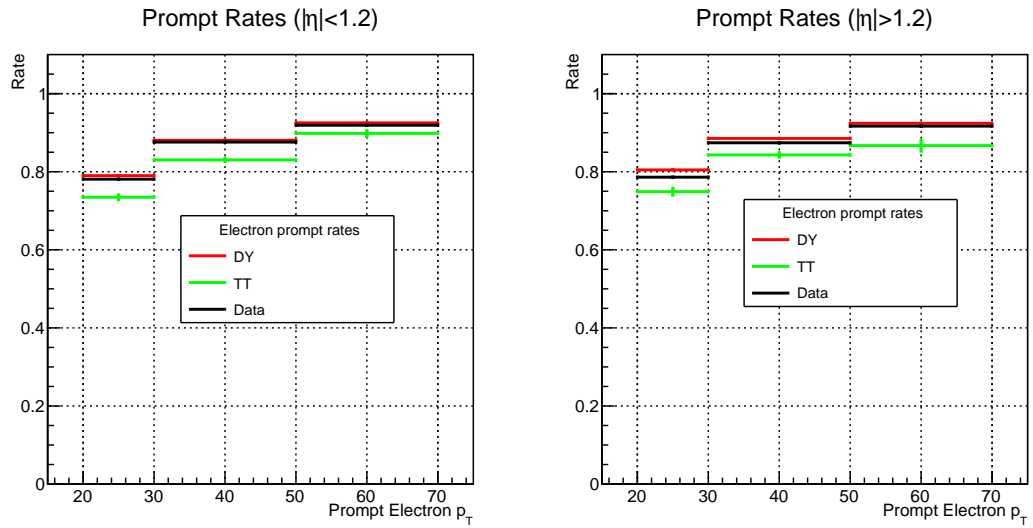 Prompt Rates (|η|<1.2)
Rate
1
0.8
0.6
0.4
0.2
0
Electron prompt rates
DY
TT
Data
20 30 40 50 60 70
Prompt Electron p_T
Prompt Rates (|η|>1.2)
Rate
1
0.8
0.6
0.4
0.2
0
Electron prompt rates
DY
TT
Data
20 30 40 50 60 70
Prompt Electron p_T